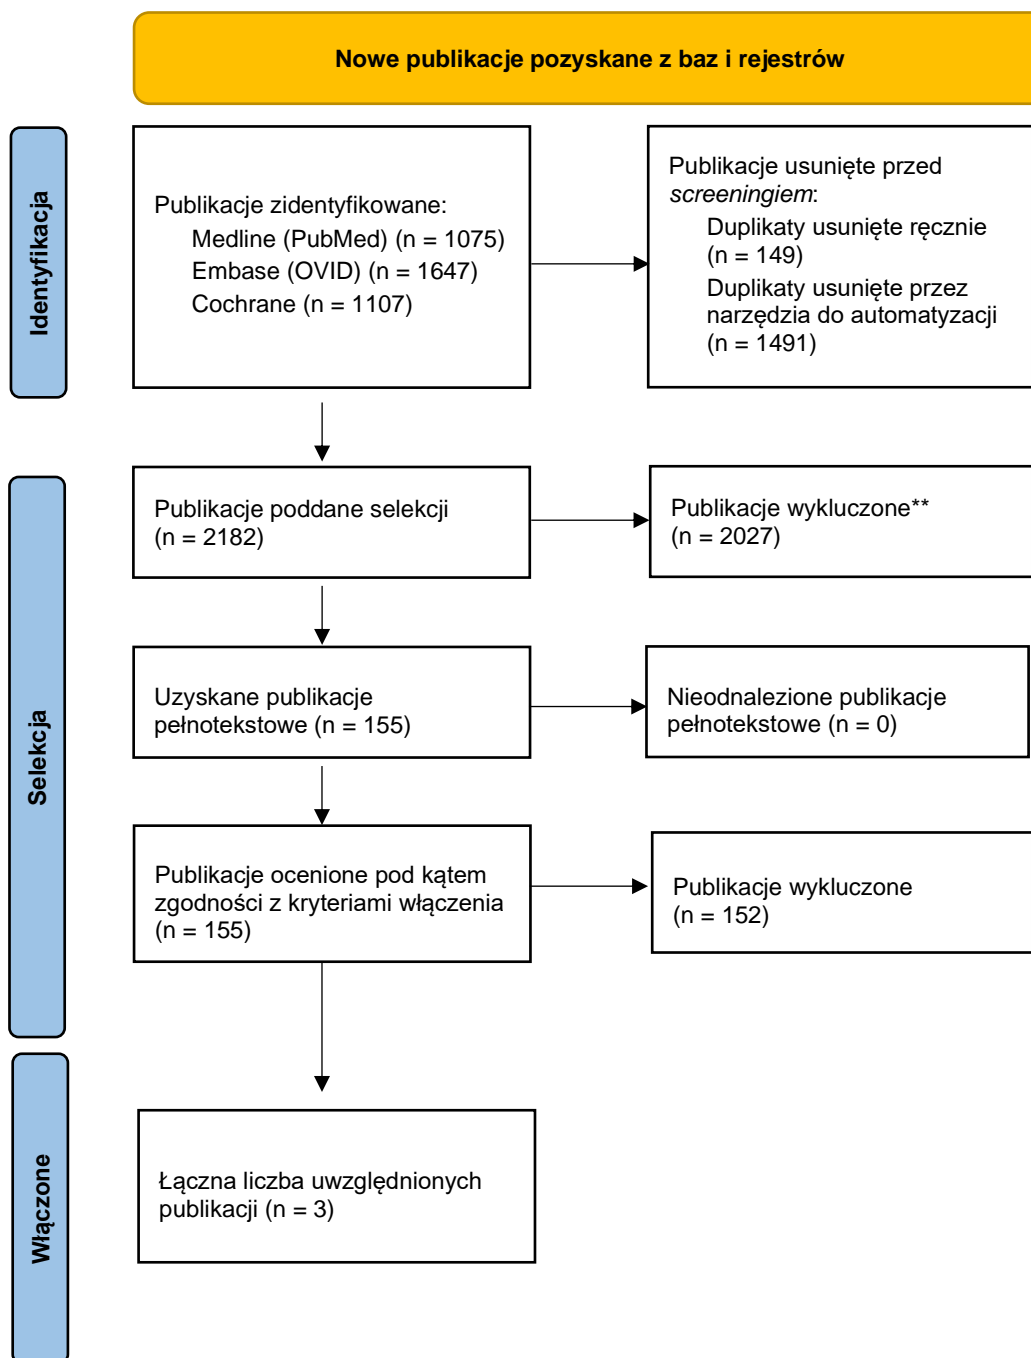 Nowe publikacje pozyskane z baz i rejestrów
Identyfikacja
Publikacje zidentyfikowane:
Medline (PubMed) (n = 1075)
Embase (OVID) (n = 1647)
Cochrane (n = 1107)
Publikacje usunięte przed
screeningiem:
Duplikaty usunięte ręcznie
(n = 149)
Duplikaty usunięte przez
narzędzia do automatyzacji
(n = 1491)
Selekcja
Publikacje poddane selekcji
(n = 2182)
Publikacje wykluczone**
(n = 2027)
Uzyskane publikacje
pełnotekstowe (n = 155)
Nieodnalezione publikacje
pełnotekstowe (n = 0)
Publikacje ocenione pod kątem
zgodności z kryteriami włączenia
(n = 155)
Publikacje wykluczone
(n = 152)
Włączone
Łączna liczba uwzględnionych
publikacji (n = 3)